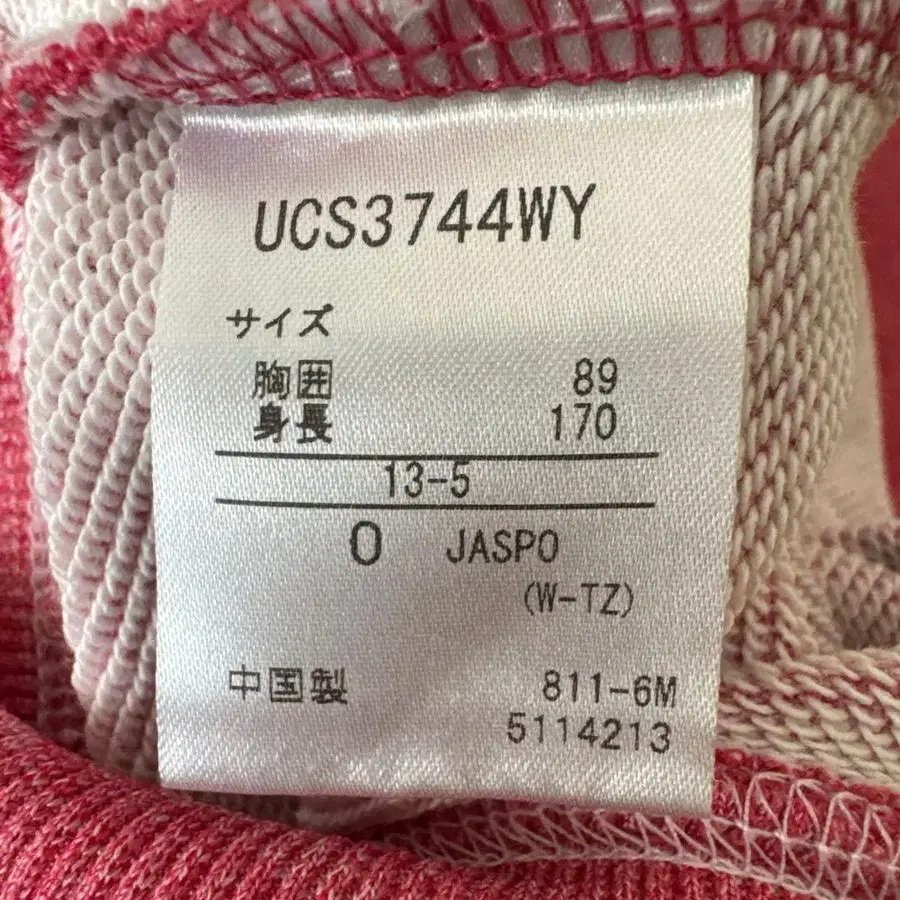 UCS3744WY
サイズ
胸囲 89
身長 170
13-5
O JASPO
(W-TZ)
中国製 811-6M
5114213